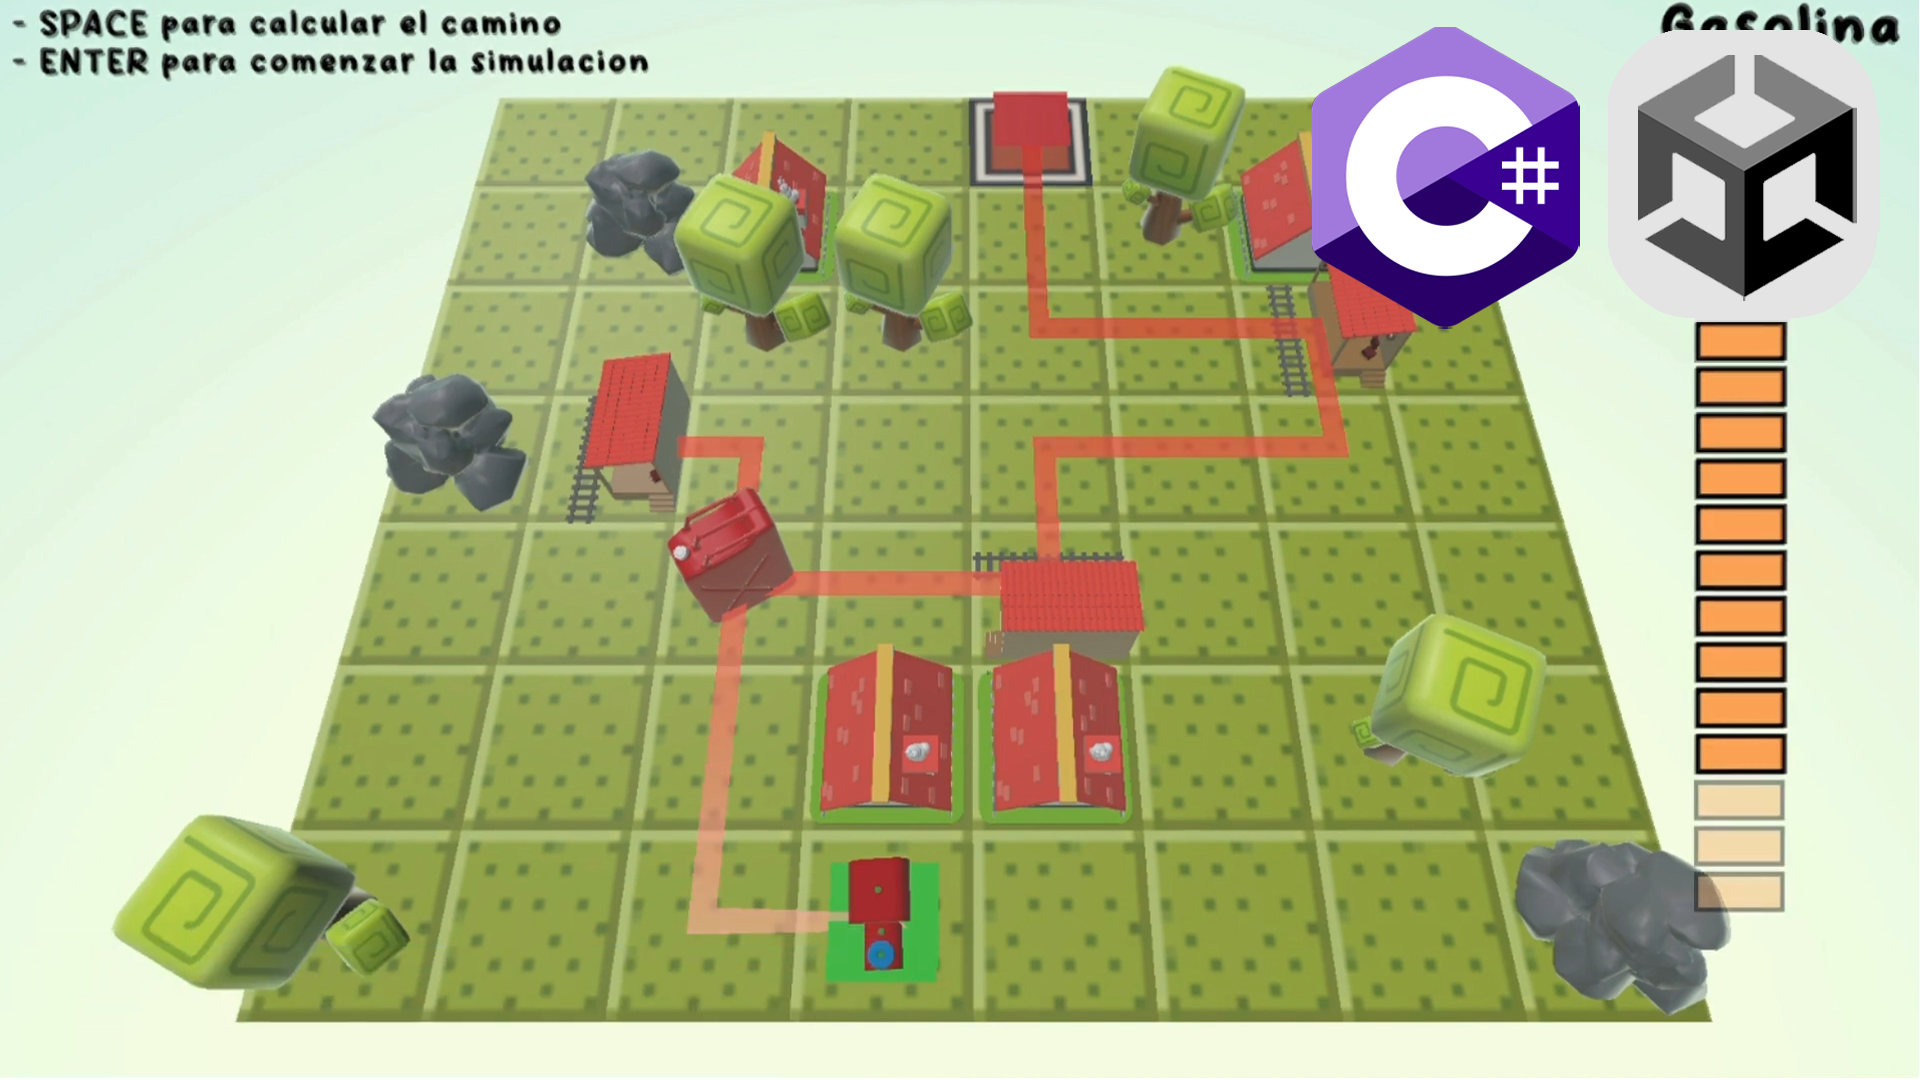 - SPACE para calcular el camino
- ENTER para comenzar la simulacion
Gasolina
C#